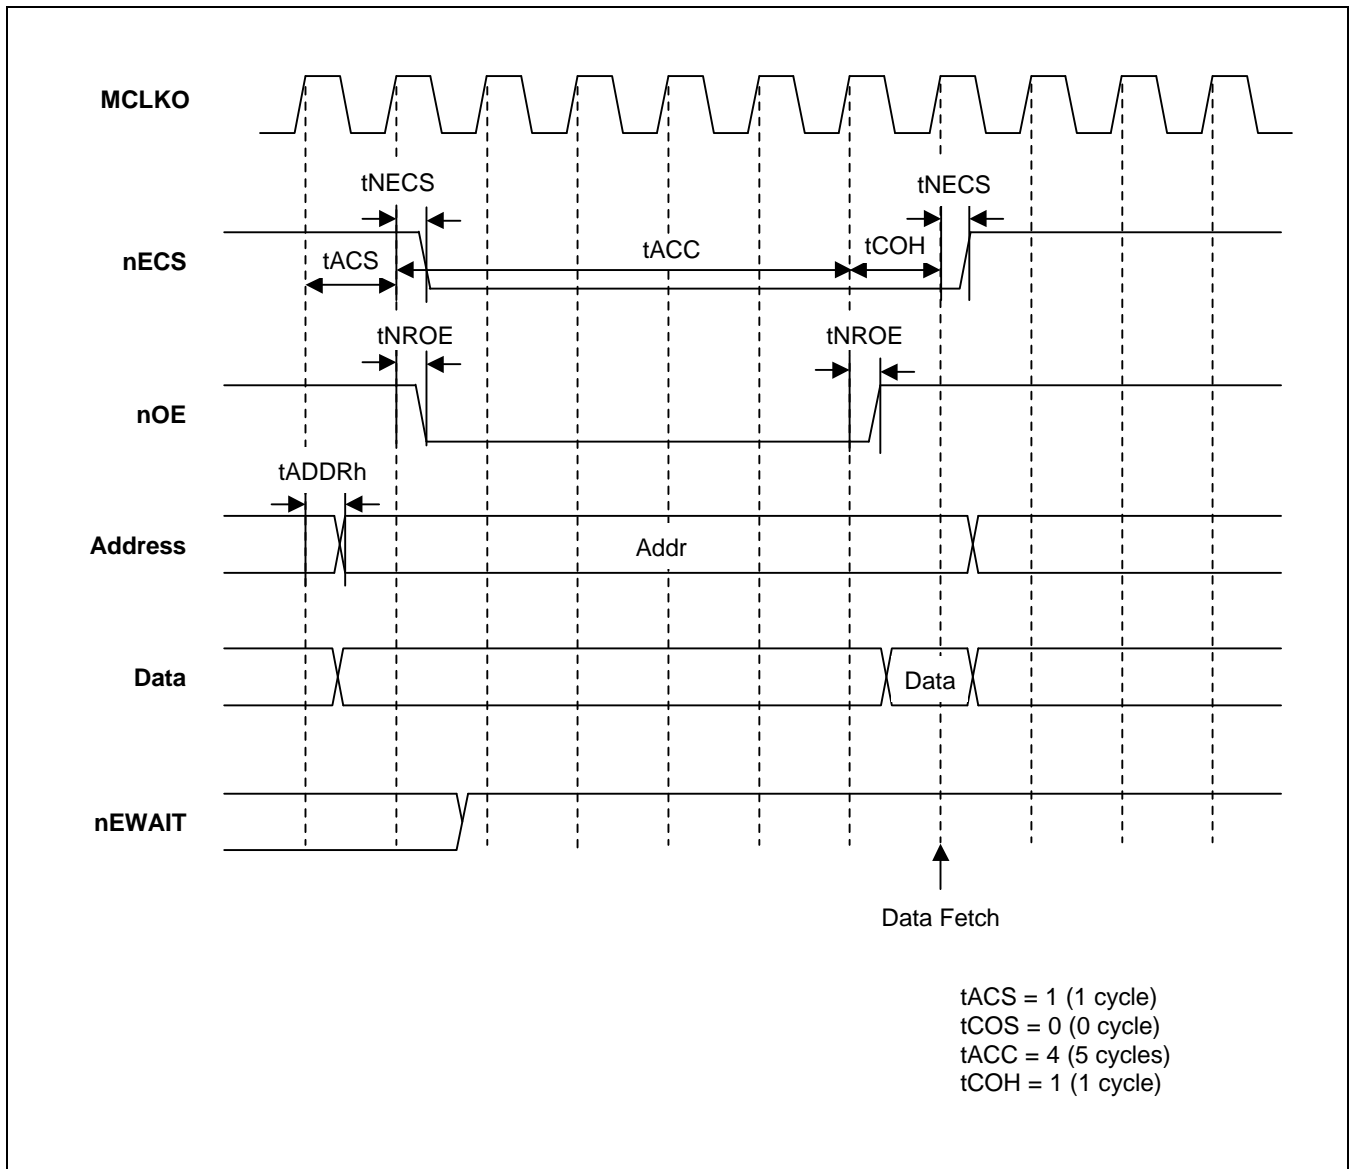 MCLKO
tNECS
tNECS
nECS
tACS
tACC
tCOH
tNROE
tNROE
nOE
tADDRh
Address
Addr
Data
Data
nEWAIT
Data Fetch
tACS = 1 (1 cycle)
tCOS = 0 (0 cycle)
tACC = 4 (5 cycles)
tCOH = 1 (1 cycle)